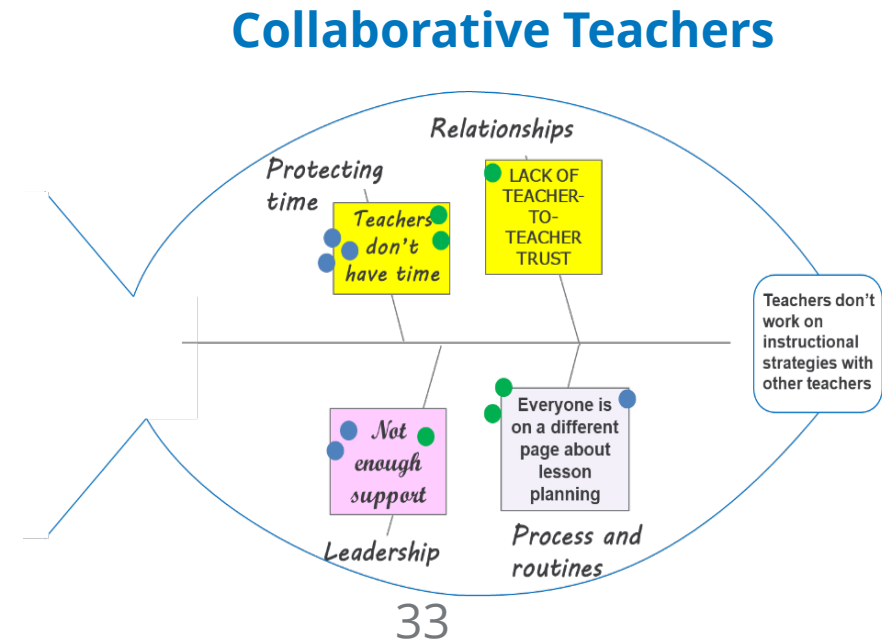 Collaborative Teachers
Relationships
Protecting
time
LACK OF
TEACHER-
TO-
TEACHER
TRUST
Teachers
don't
have time
Teachers don't
work on
instructional
strategies with
other teachers
Not
enough
support
Everyone is
on a different
page about
lesson
planning
Leadership
Process and
routines
33